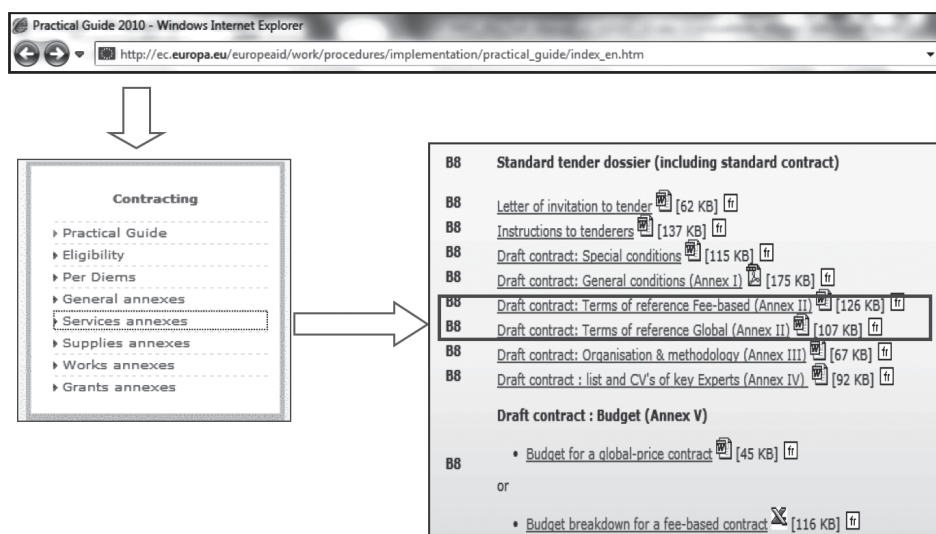 Practical Guide 2010 - Windows Internet Explorer
http://ec.europa.eu/europeaid/work/procedures/implementation/practical_guide/index_en.htm
Contracting
Practical Guide
Eligibility
Per Diems
General annexes
Services annexes
Supplies annexes
Works annexes
Grants annexes
B8 Standard tender dossier (including standard contract)
B8 Letter of invitation to tender [62 KB] fr
B8 Instructions to tenderers [137 KB] fr
B8 Draft contract: Special conditions [115 KB] fr
B8 Draft contract: General conditions (Annex I) [175 KB] fr
B8 Draft contract: Terms of reference Fee-based (Annex II) [126 KB] fr
B8 Draft contract: Terms of reference Global (Annex II) [107 KB] fr
B8 Draft contract: Organisation & methodology (Annex III) [67 KB] fr
B8 Draft contract : list and CV's of key Experts (Annex IV) [92 KB] fr
Draft contract : Budget (Annex V)
• Budget for a global-price contract [45 KB] fr
B8
or
• Budget breakdown for a fee-based contract [116 KB] fr